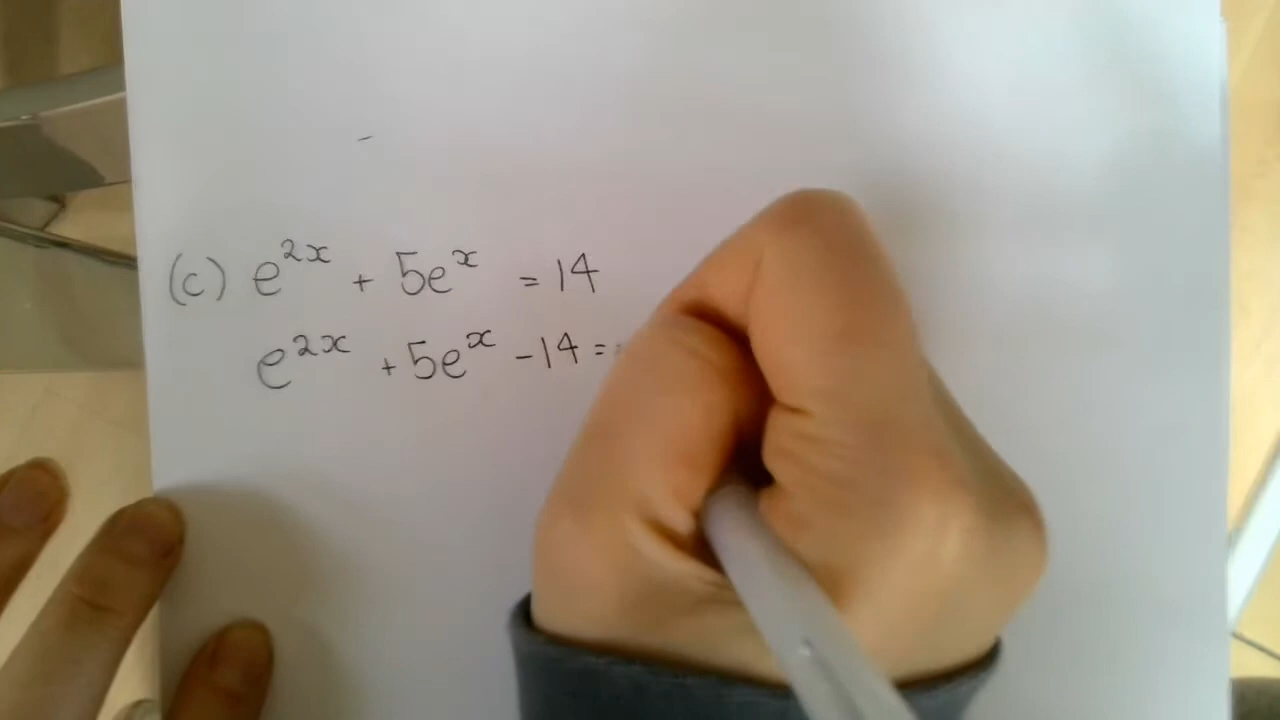 (c) e^{2x} + 5e^{x} = 14
e^{2x} + 5e^{x} - 14 =